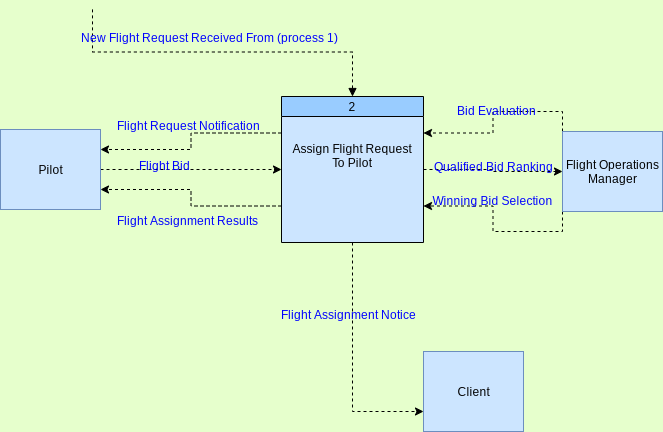 New Flight Request Received From (process 1)
2
Assign Flight Request
To Pilot
Flight Request Notification
Bid Evaluation
Pilot
Flight Bid
Qualified Bid Ranking
Flight Operations
Manager
Flight Assignment Results
Winning Bid Selection
Flight Assignment Notice
Client